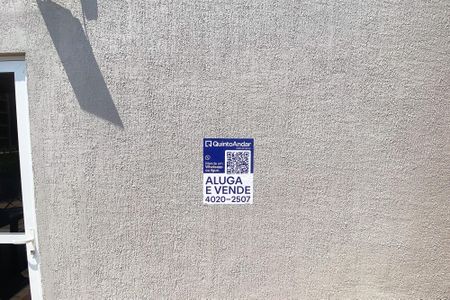 QuintoAndar
ALUGA
E VENDE
4020-2507